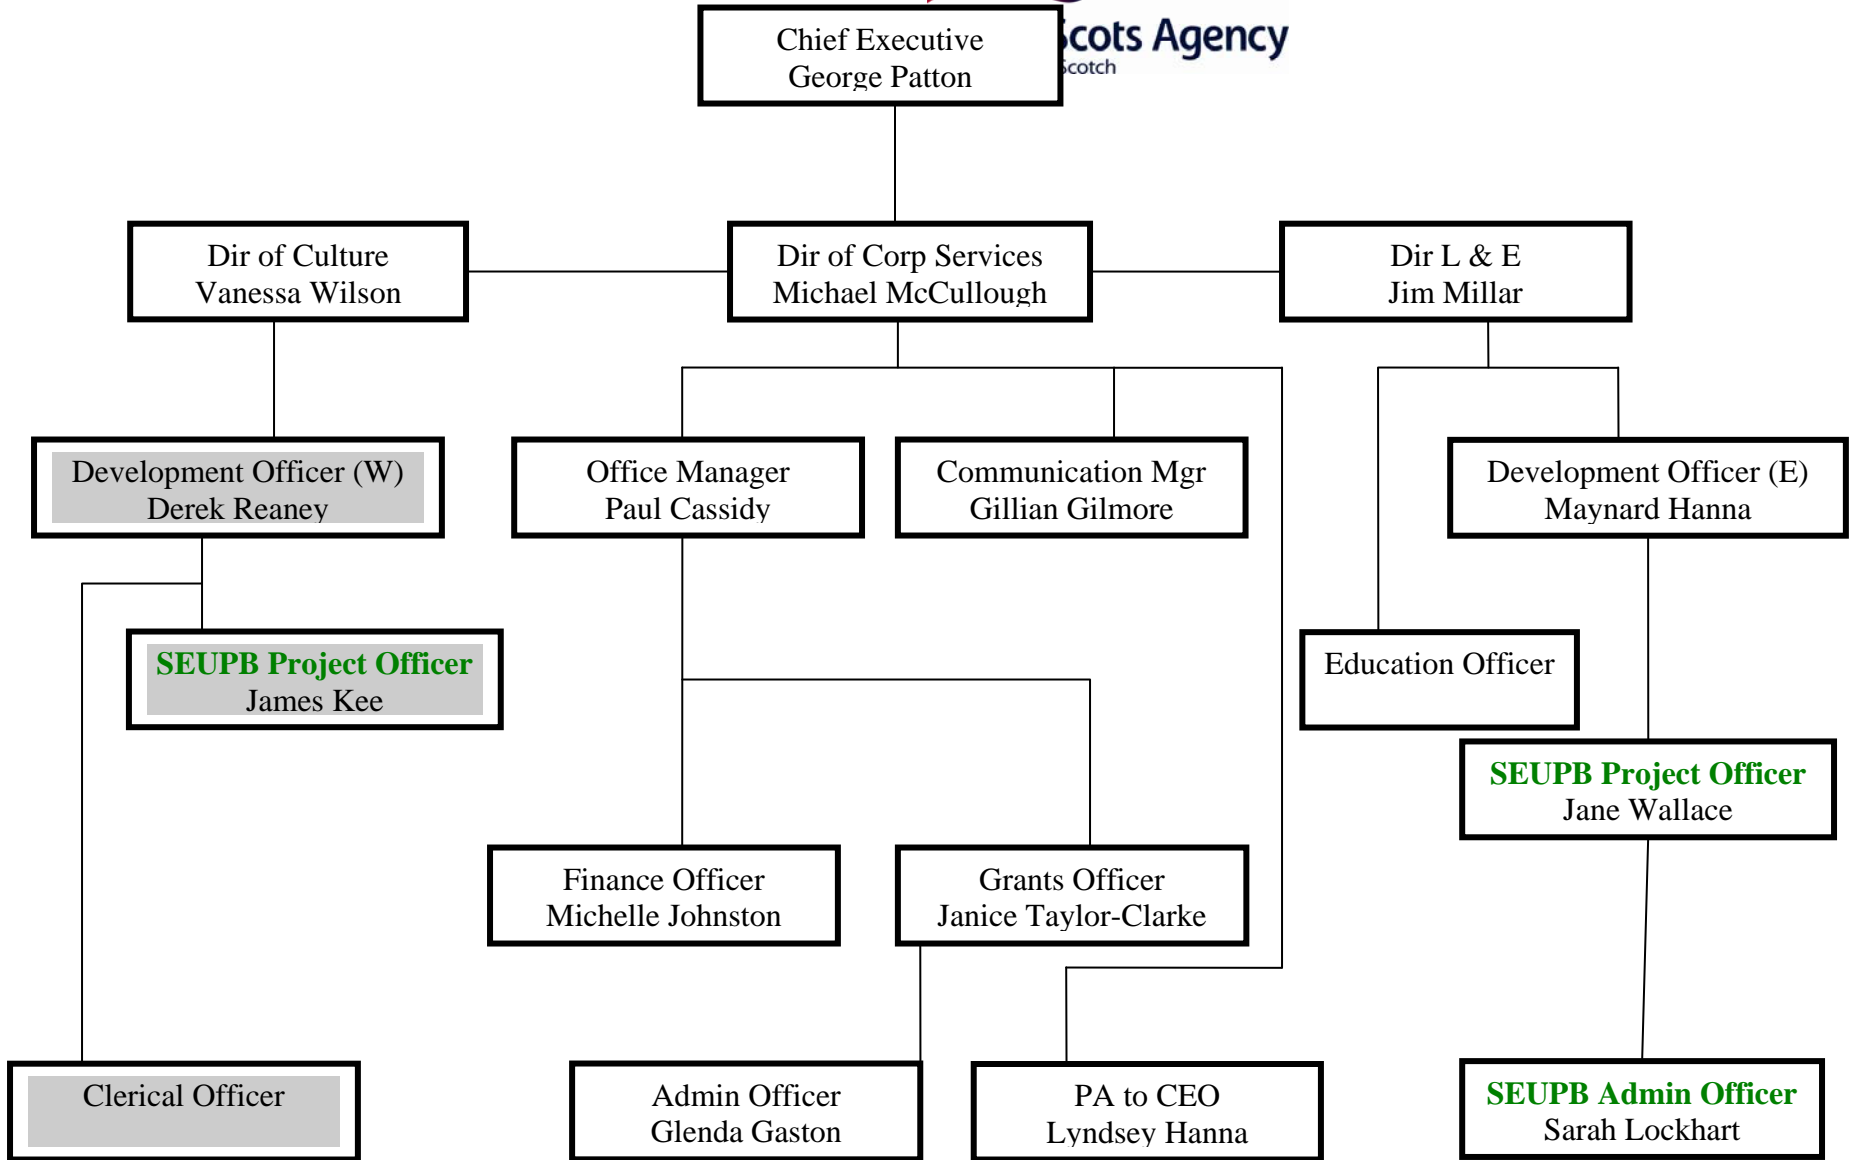 Chief Executive
George Patton
Scots Agency
Scotch
Dir of Culture
Vanessa Wilson
Dir of Corp Services
Michael McCullough
Dir L & E
Jim Millar
Development Officer (W)
Derek Reaney
Office Manager
Paul Cassidy
Communication Mgr
Gillian Gilmore
Development Officer (E)
Maynard Hanna
SEUPB Project Officer
James Kee
Education Officer
SEUPB Project Officer
Jane Wallace
Finance Officer
Michelle Johnston
Grants Officer
Janice Taylor-Clarke
Clerical Officer
Admin Officer
Glenda Gaston
PA to CEO
Lyndsey Hanna
SEUPB Admin Officer
Sarah Lockhart